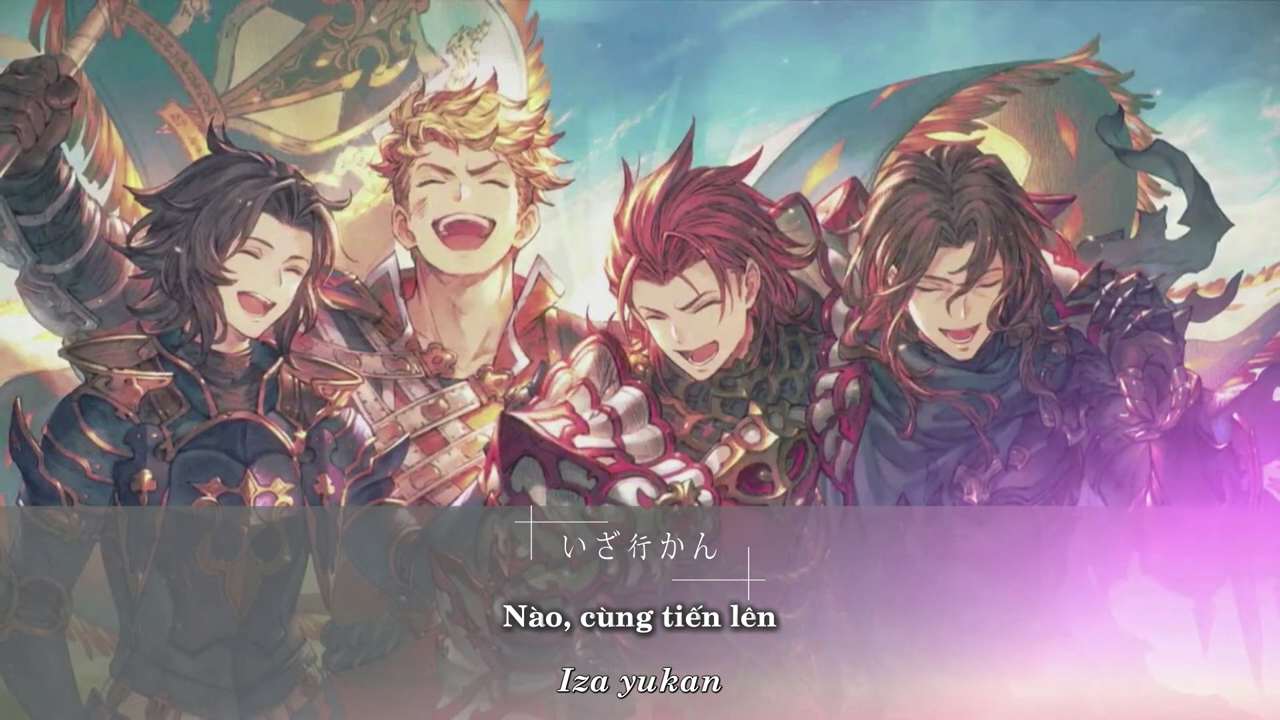 いざ行かん
Nào, cùng tiến lên
Iza yukan